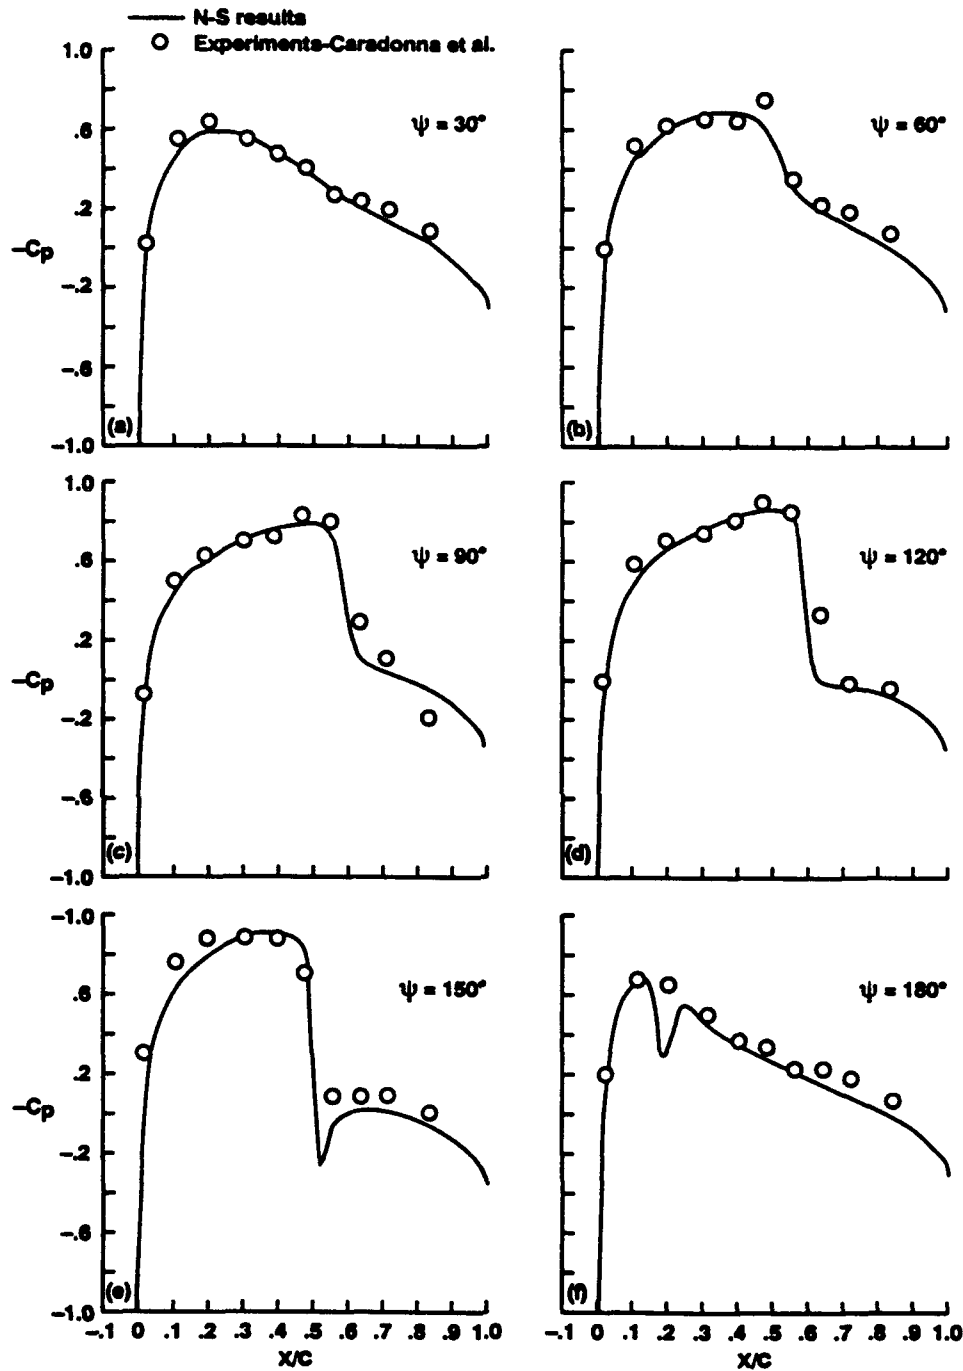 N-S results
Experiments-Caradonna et al.
1.0
.6
.2
-.2
-.6
-1.0
-Cp
ψ = 30°
(a)
ψ = 60°
(b)
1.0
.6
.2
-.2
-.6
-1.0
-Cp
ψ = 90°
(c)
ψ = 120°
(d)
-1.0
.6
.2
-.2
-.6
-1.0
-Cp
ψ = 150°
(e)
ψ = 180°
(f)
-.1 0 .1 .2 .3 .4 .5 .6 .7 .8 .9 1.0
X/C
-.1 0 .1 .2 .3 .4 .5 .6 .7 .8 .9 1.0
X/C